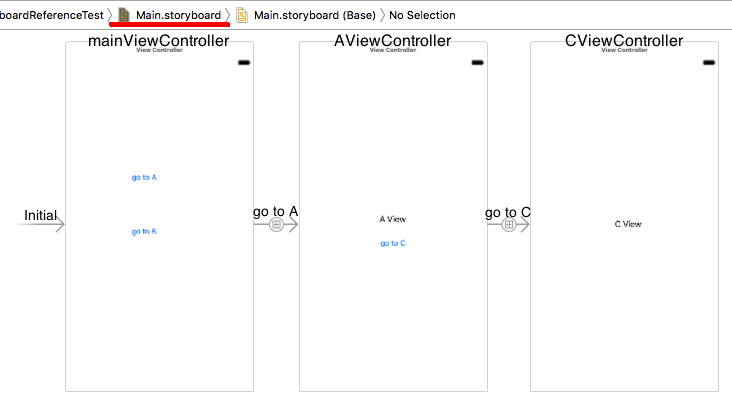 boardReferenceTest > Main.storyboard > Main.storyboard (Base) > No Selection
mainViewController
View Controller
go to A
go to B
Initial
go to A
AViewController
View Controller
A View
go to C
go to C
CViewController
View Controller
C View